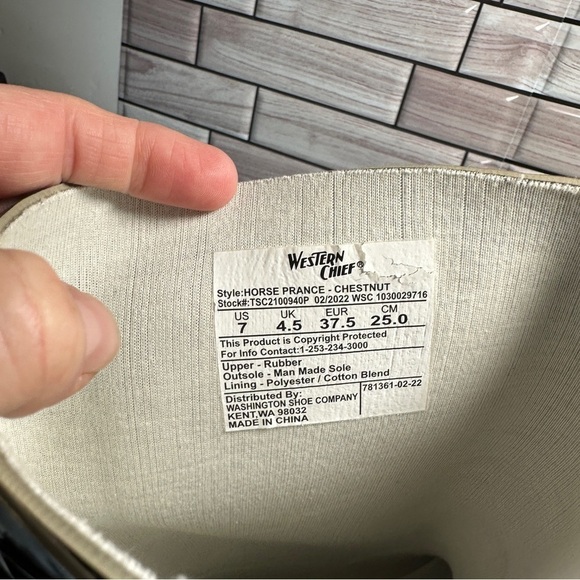 WESTERN
CHIEF®
Style:HORSE PRANCE - CHESTNUT
Stock#:TSC2100940P 02/2022 WSC 1030029716
US UK EUR CM
7 4.5 37.5 25.0
This Product is Copyright Protected
For Info Contact:1-253-234-3000
Upper - Rubber
Outsole - Man Made Sole
Lining - Polyester / Cotton Blend
Distributed By: 781361-02-22
WASHINGTON SHOE COMPANY
KENT,WA 98032
MADE IN CHINA